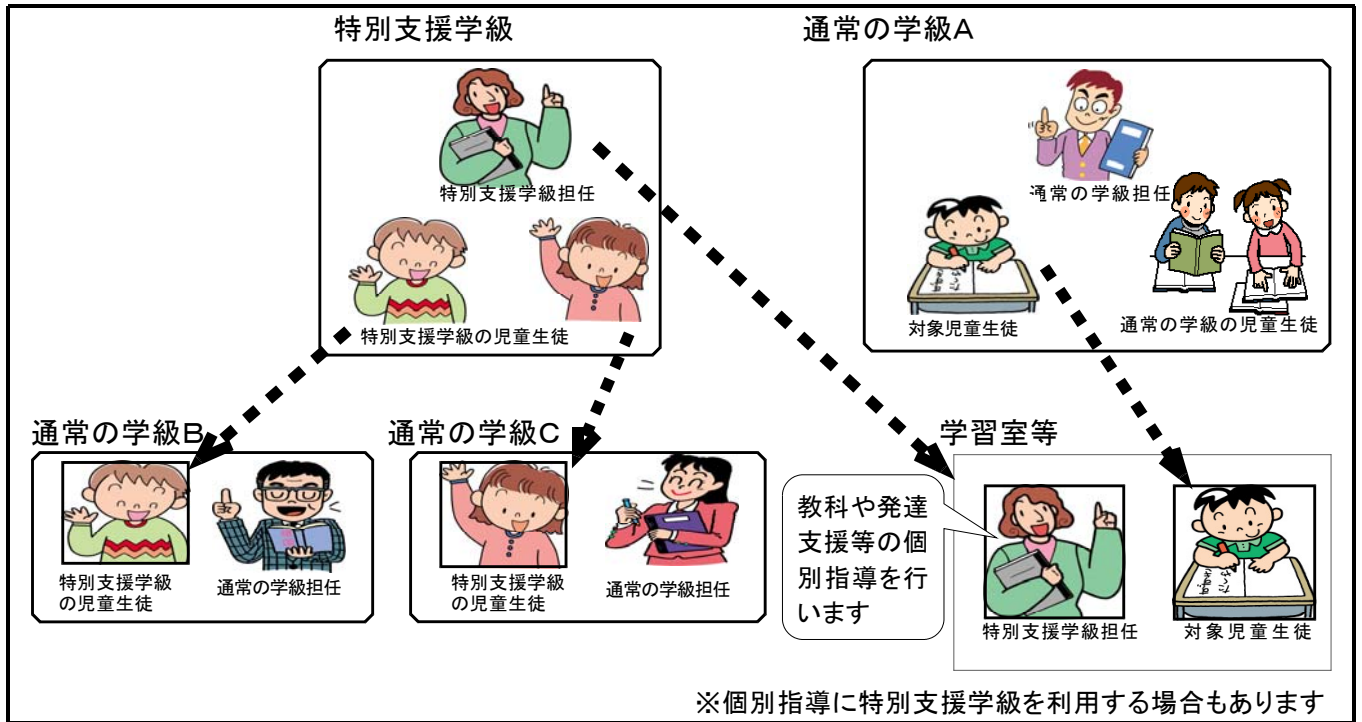 特別支援学級
通常の学級A
特別支援学級担任
通常の学級担任
特別支援学級の児童生徒
対象児童生徒
通常の学級の児童生徒
通常の学級B
通常の学級C
学習室等
特別支援学級
の児童生徒
通常の学級担任
特別支援学級
の児童生徒
通常の学級担任
教科や発達
支援等の個
別指導を行
います
特別支援学級担任
対象児童生徒
※個別指導に特別支援学級を利用する場合もあります